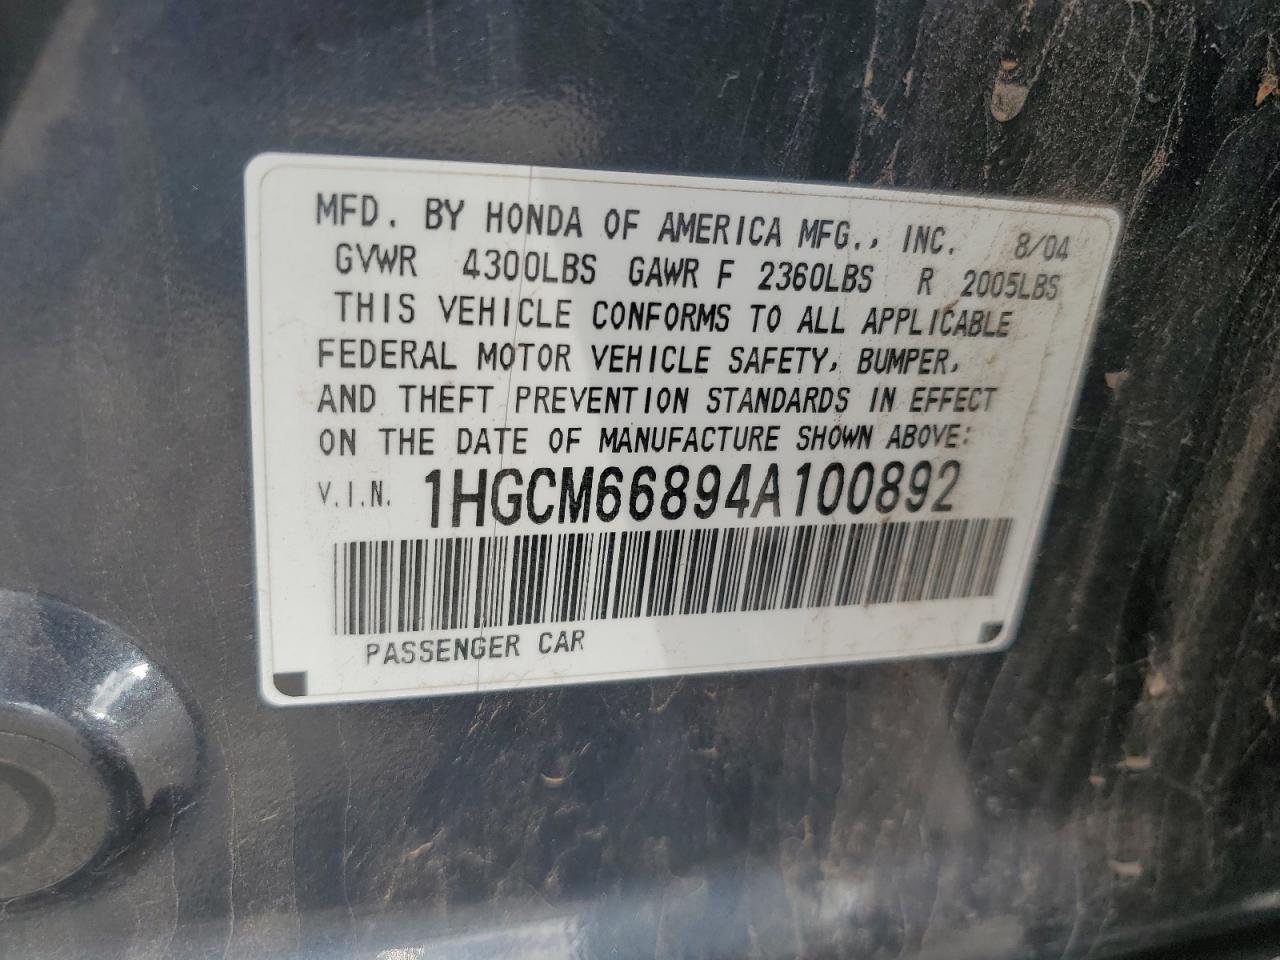 MFD. BY HONDA OF AMERICA MFG., INC. 8/04
GVWR 4300LBS GAWR F 2360LBS R 2005LBS
THIS VEHICLE CONFORMS TO ALL APPLICABLE
FEDERAL MOTOR VEHICLE SAFETY, BUMPER,
AND THEFT PREVENTION STANDARDS IN EFFECT
ON THE DATE OF MANUFACTURE SHOWN ABOVE:
V.I.N. 1HGCM66894A100892
PASSENGER CAR